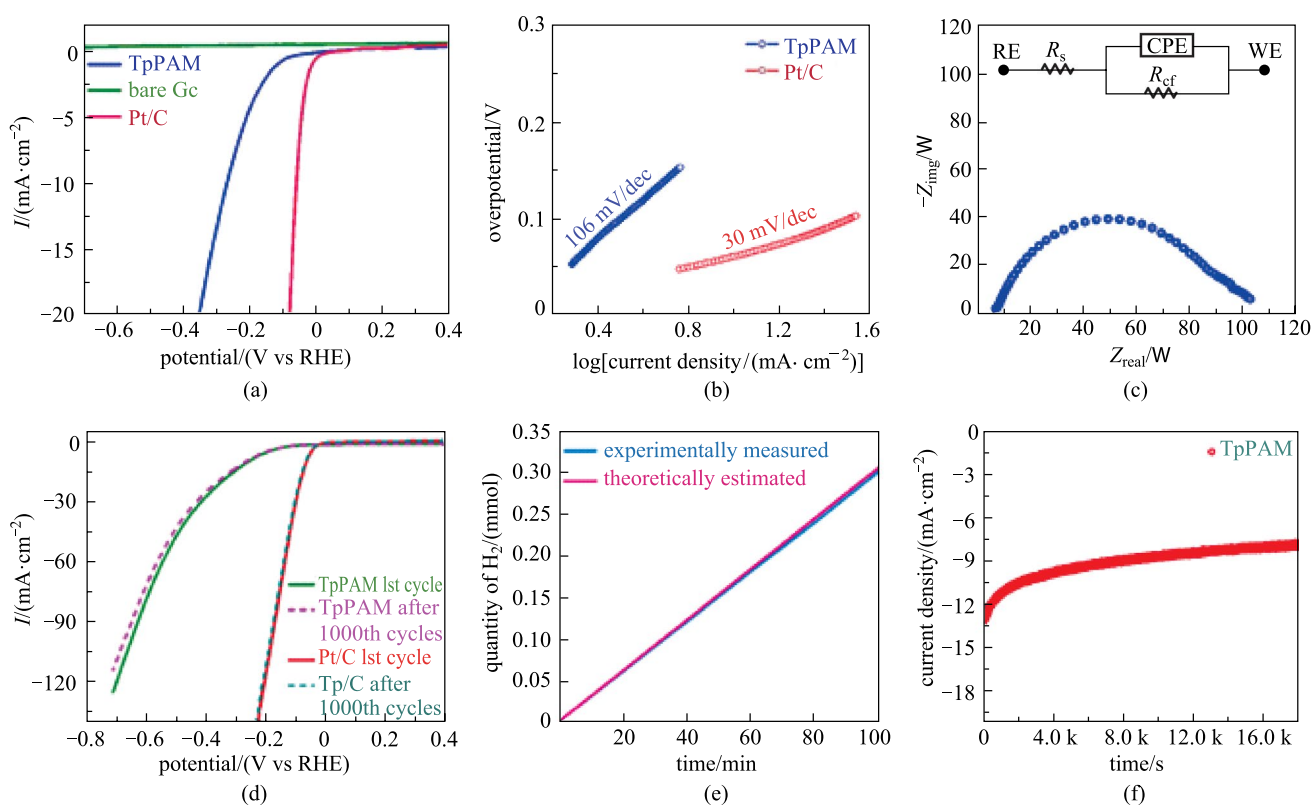 0
−5
−10
−15
−20
I/(mA·cm⁻²)
TpPAM
bare Gc
Pt/C
−0.6 −0.4 −0.2 0 0.2 0.4
potential/(V vs RHE)
(a)
0.3
0.2
0.1
0
overpotential/V
TpPAM
Pt/C
106 mV/dec
30 mV/dec
0.4 0.8 1.2 1.6
log[current density/(mA· cm⁻²)]
(b)
120
100
80
60
40
20
0
−Z_img/W
RE
R_s
CPE
R_cf
WE
20 40 60 80 100 120
Z_real/W
(c)
0
−30
−60
−90
−120
I/(mA·cm⁻²)
TpPAM lst cycle
TpPAM after
1000th cycles
Pt/C lst cycle
Tp/C after
1000th cycles
−0.8 −0.6 −0.4 −0.2 0 0.2 0.4
potential/(V vs RHE)
(d)
0.35
0.30
0.25
0.20
0.15
0.10
0.05
0
quantity of H₂/(mmol)
experimentally measured
theoretically estimated
20 40 60 80 100
time/min
(e)
0
−3
−6
−9
−12
−15
−18
current density/(mA·cm⁻²)
TpPAM
0 4.0 k 8.0 k 12.0 k 16.0 k
time/s
(f)